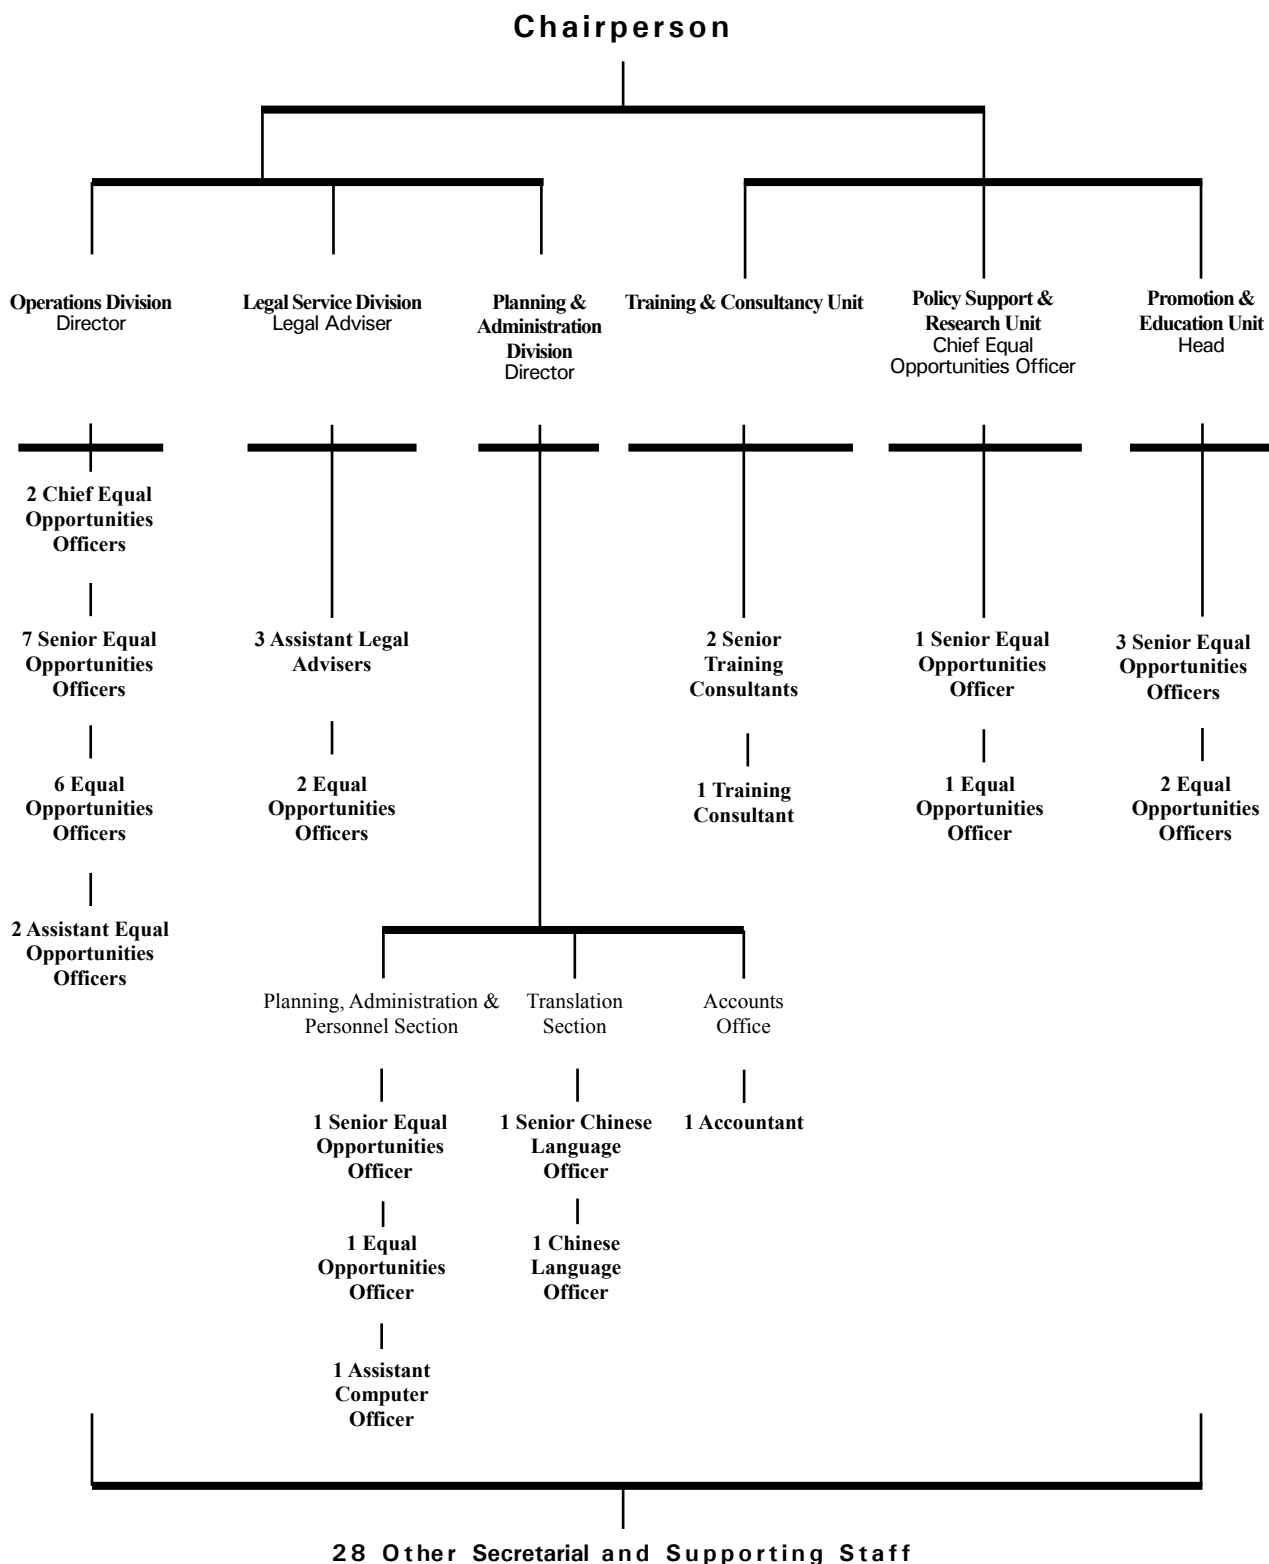 Chairperson
Operations Division
Director
Legal Service Division
Legal Adviser
Planning &
Administration
Division
Director
Training & Consultancy Unit
Policy Support &
Research Unit
Chief Equal
Opportunities Officer
Promotion &
Education Unit
Head
2 Chief Equal
Opportunities
Officers
7 Senior Equal
Opportunities
Officers
6 Equal
Opportunities
Officers
2 Assistant Equal
Opportunities
Officers
3 Assistant Legal
Advisers
2 Equal
Opportunities
Officers
2 Senior
Training
Consultants
1 Training
Consultant
1 Senior Equal
Opportunities
Officer
1 Equal
Opportunities
Officer
3 Senior Equal
Opportunities
Officers
2 Equal
Opportunities
Officers
Planning, Administration &
Personnel Section
1 Senior Equal
Opportunities
Officer
1 Equal
Opportunities
Officer
1 Assistant
Computer
Officer
Translation
Section
1 Senior Chinese
Language
Officer
1 Chinese
Language
Officer
Accounts
Office
1 Accountant
28 Other Secretarial and Supporting Staff